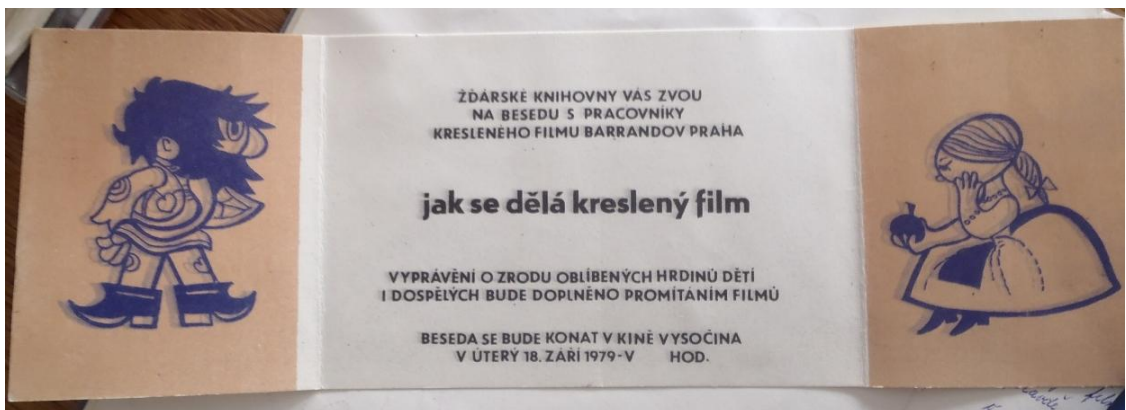 ŽĎÁRSKÉ KNIHOVNY VÁS ZVOU
NA BESEDU S PRACOVNÍKY
KRESLENÉHO FILMU BARRANDOV PRAHA
jak se dělá kreslený film
VYPRÁVĚNÍ O ZRODU OBLÍBENÝCH HRDINŮ DĚTÍ
I DOSPĚLÝCH BUDE DOPLNĚNO PROMÍTÁNÍM FILMŮ
BESEDA SE BUDE KONAT V KINĚ VYSOČINA
V ÚTERÝ 18. ZÁŘÍ 1979-V HOD.